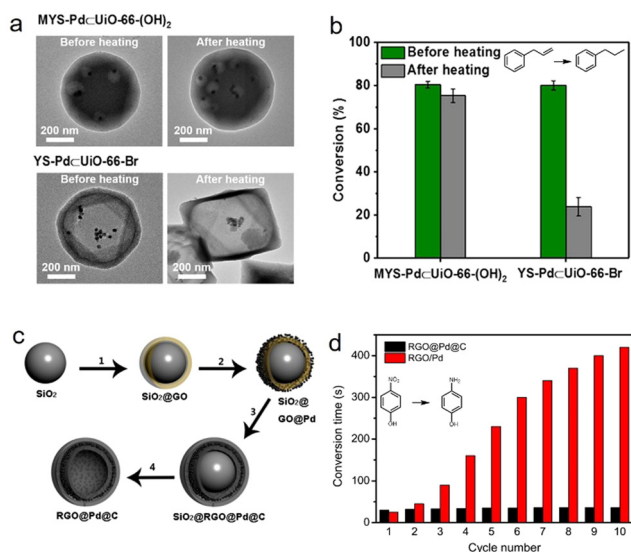 a
MYS-Pd⊂UiO-66-(OH)₂
Before heating
After heating
200 nm
200 nm
YS-Pd⊂UiO-66-Br
Before heating
After heating
200 nm
200 nm
b
Conversion (%)
100
80
60
40
20
0
Before heating
After heating
MYS-Pd⊂UiO-66-(OH)₂
YS-Pd⊂UiO-66-Br
c
1
2
SiO₂
SiO₂@GO
SiO₂@
GO@Pd
3
4
RGO@Pd@C
SiO₂@RGO@Pd@C
d
Conversion time (s)
400
300
200
100
0
RGO@Pd@C
RGO/Pd
NO₂
NH₂
OH
OH
1 2 3 4 5 6 7 8 9 10
Cycle number